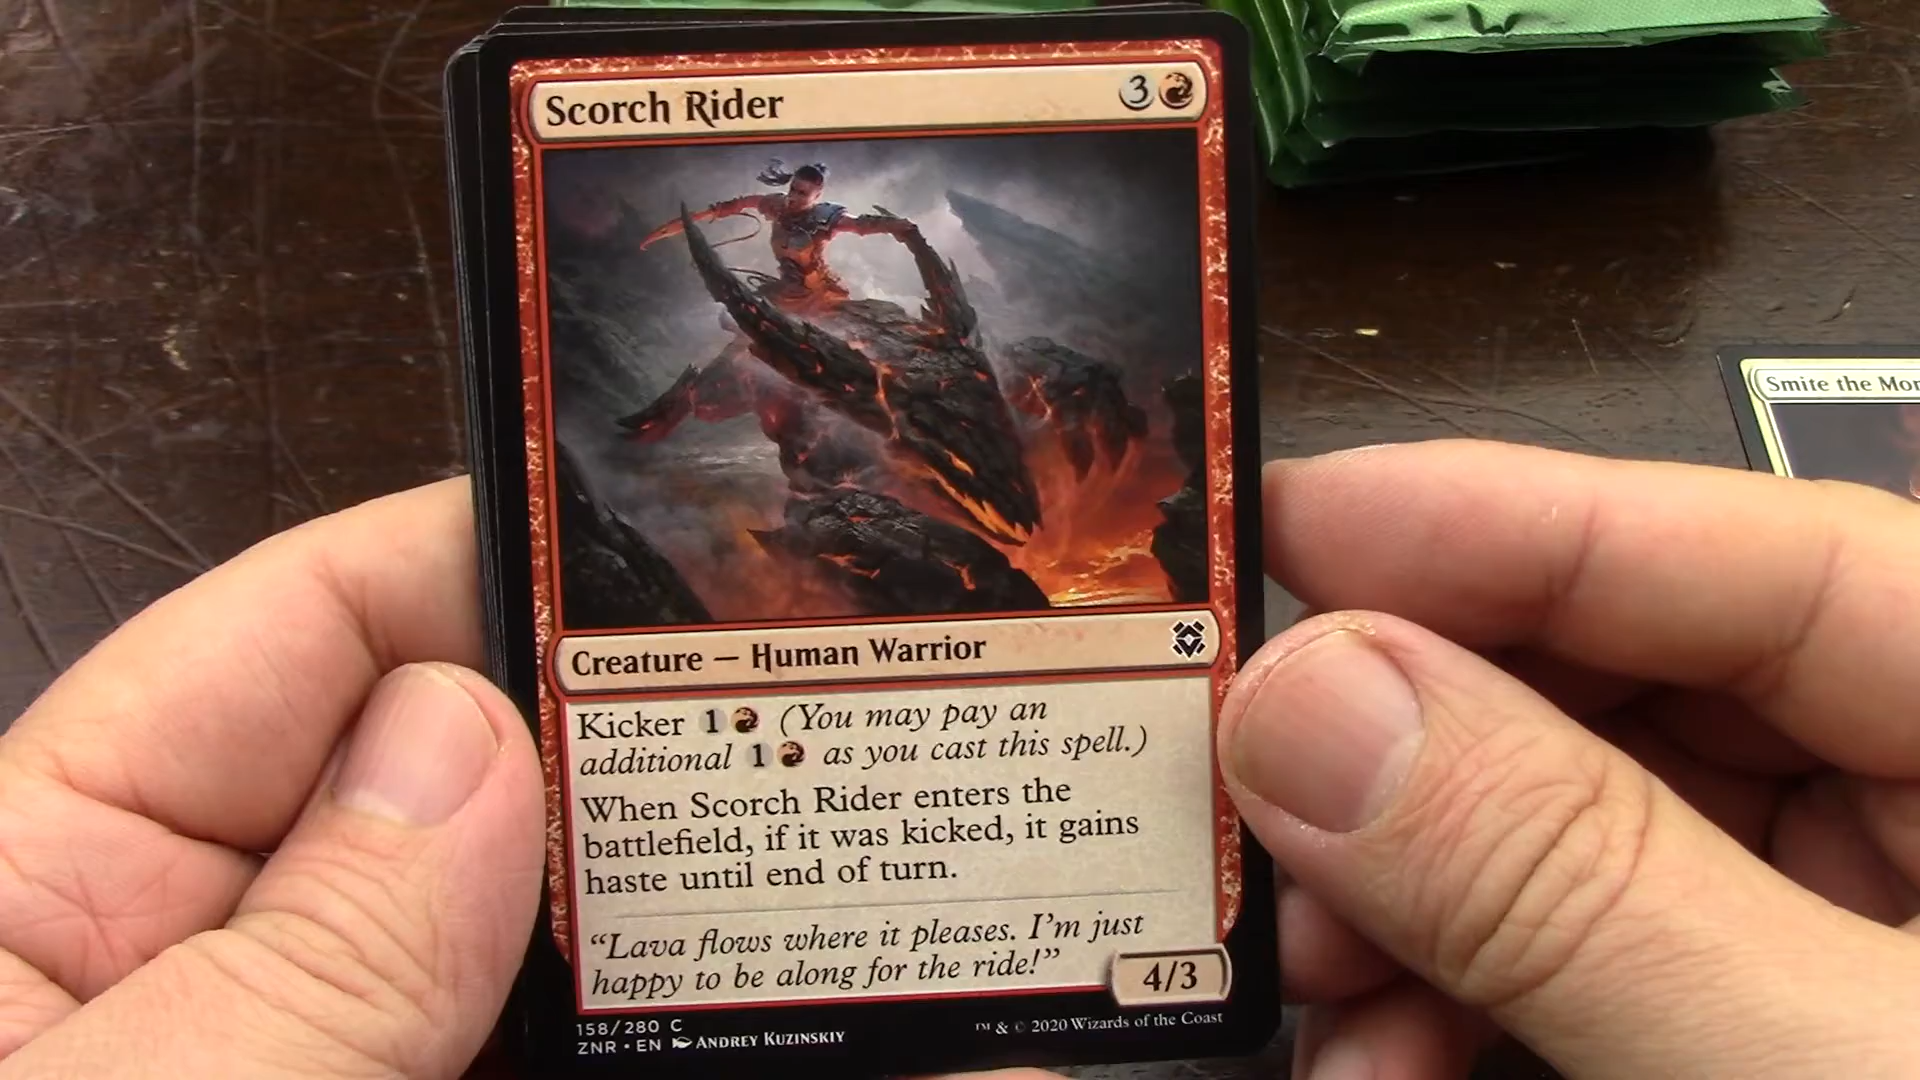 Scorch Rider 3
Smite the Mon
Creature — Human Warrior
Kicker 1 (You may pay an
additional 1 as you cast this spell.)
When Scorch Rider enters the
battlefield, if it was kicked, it gains
haste until end of turn.
“Lava flows where it pleases. I’m just
happy to be along for the ride!”
4/3
158/280 C
ZNR • EN Andrey Kuzinskiy
™ & © 2020 Wizards of the Coast